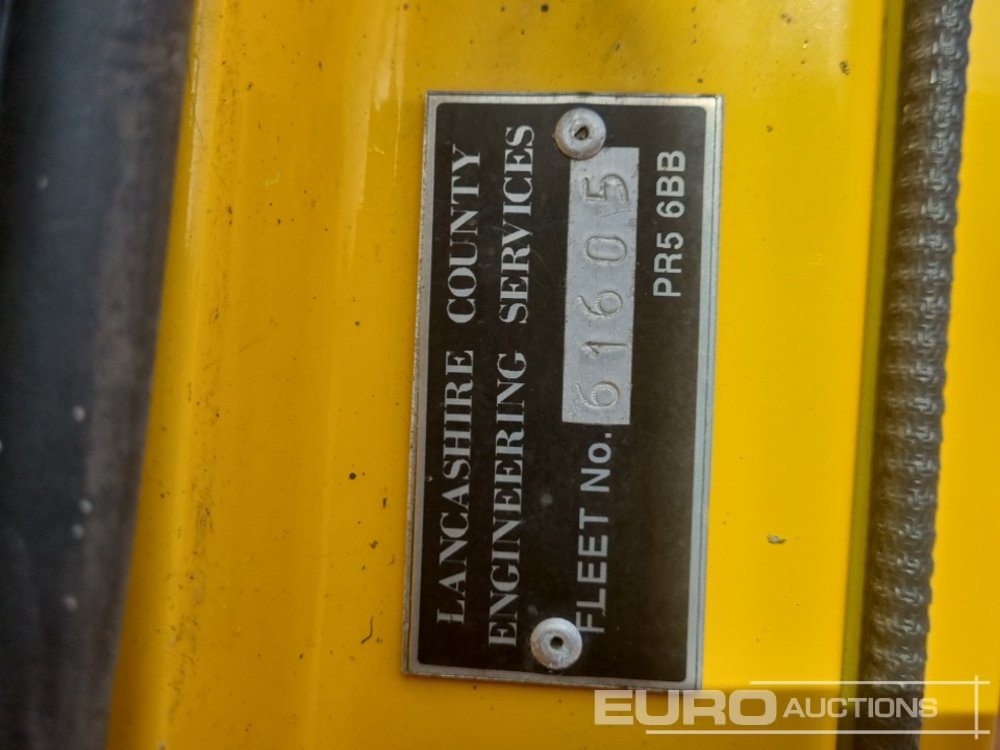 LANCASHIRE COUNTY
ENGINEERING SERVICES
FLEET No. 61605
PR5 6BB
EURO AUCTIONS